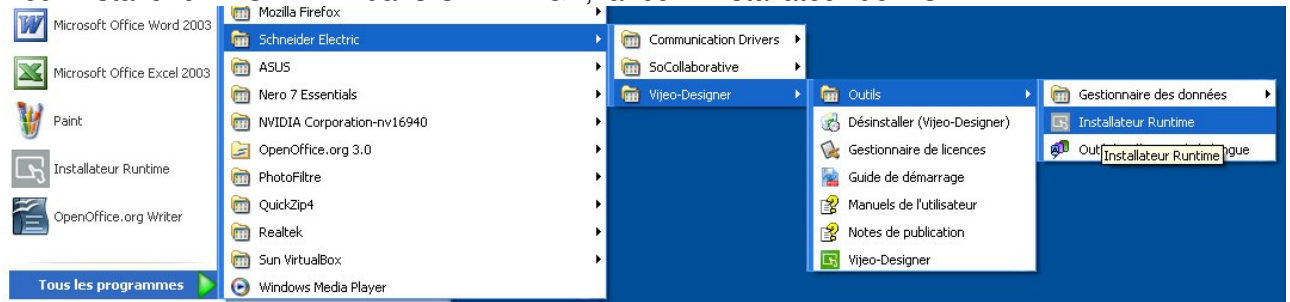 Microsoft Office Word 2003
Microsoft Office Excel 2003
Paint
Installateur Runtime
OpenOffice.org Writer
Tous les programmes
Mozilla Firefox
Schneider Electric
ASUS
Nero 7 Essentials
NVIDIA Corporation-nv16940
OpenOffice.org 3.0
PhotoFiltre
QuickZip4
Realtek
Sun VirtualBox
Windows Media Player
Communication Drivers
SoCollaborative
Vijeo-Designer
Outils
Désinstaller (Vijeo-Designer)
Gestionnaire de licences
Guide de démarrage
Manuels de l'utilisateur
Notes de publication
Vijeo-Designer
Gestionnaire des données
Installateur Runtime
Installateur Runtime